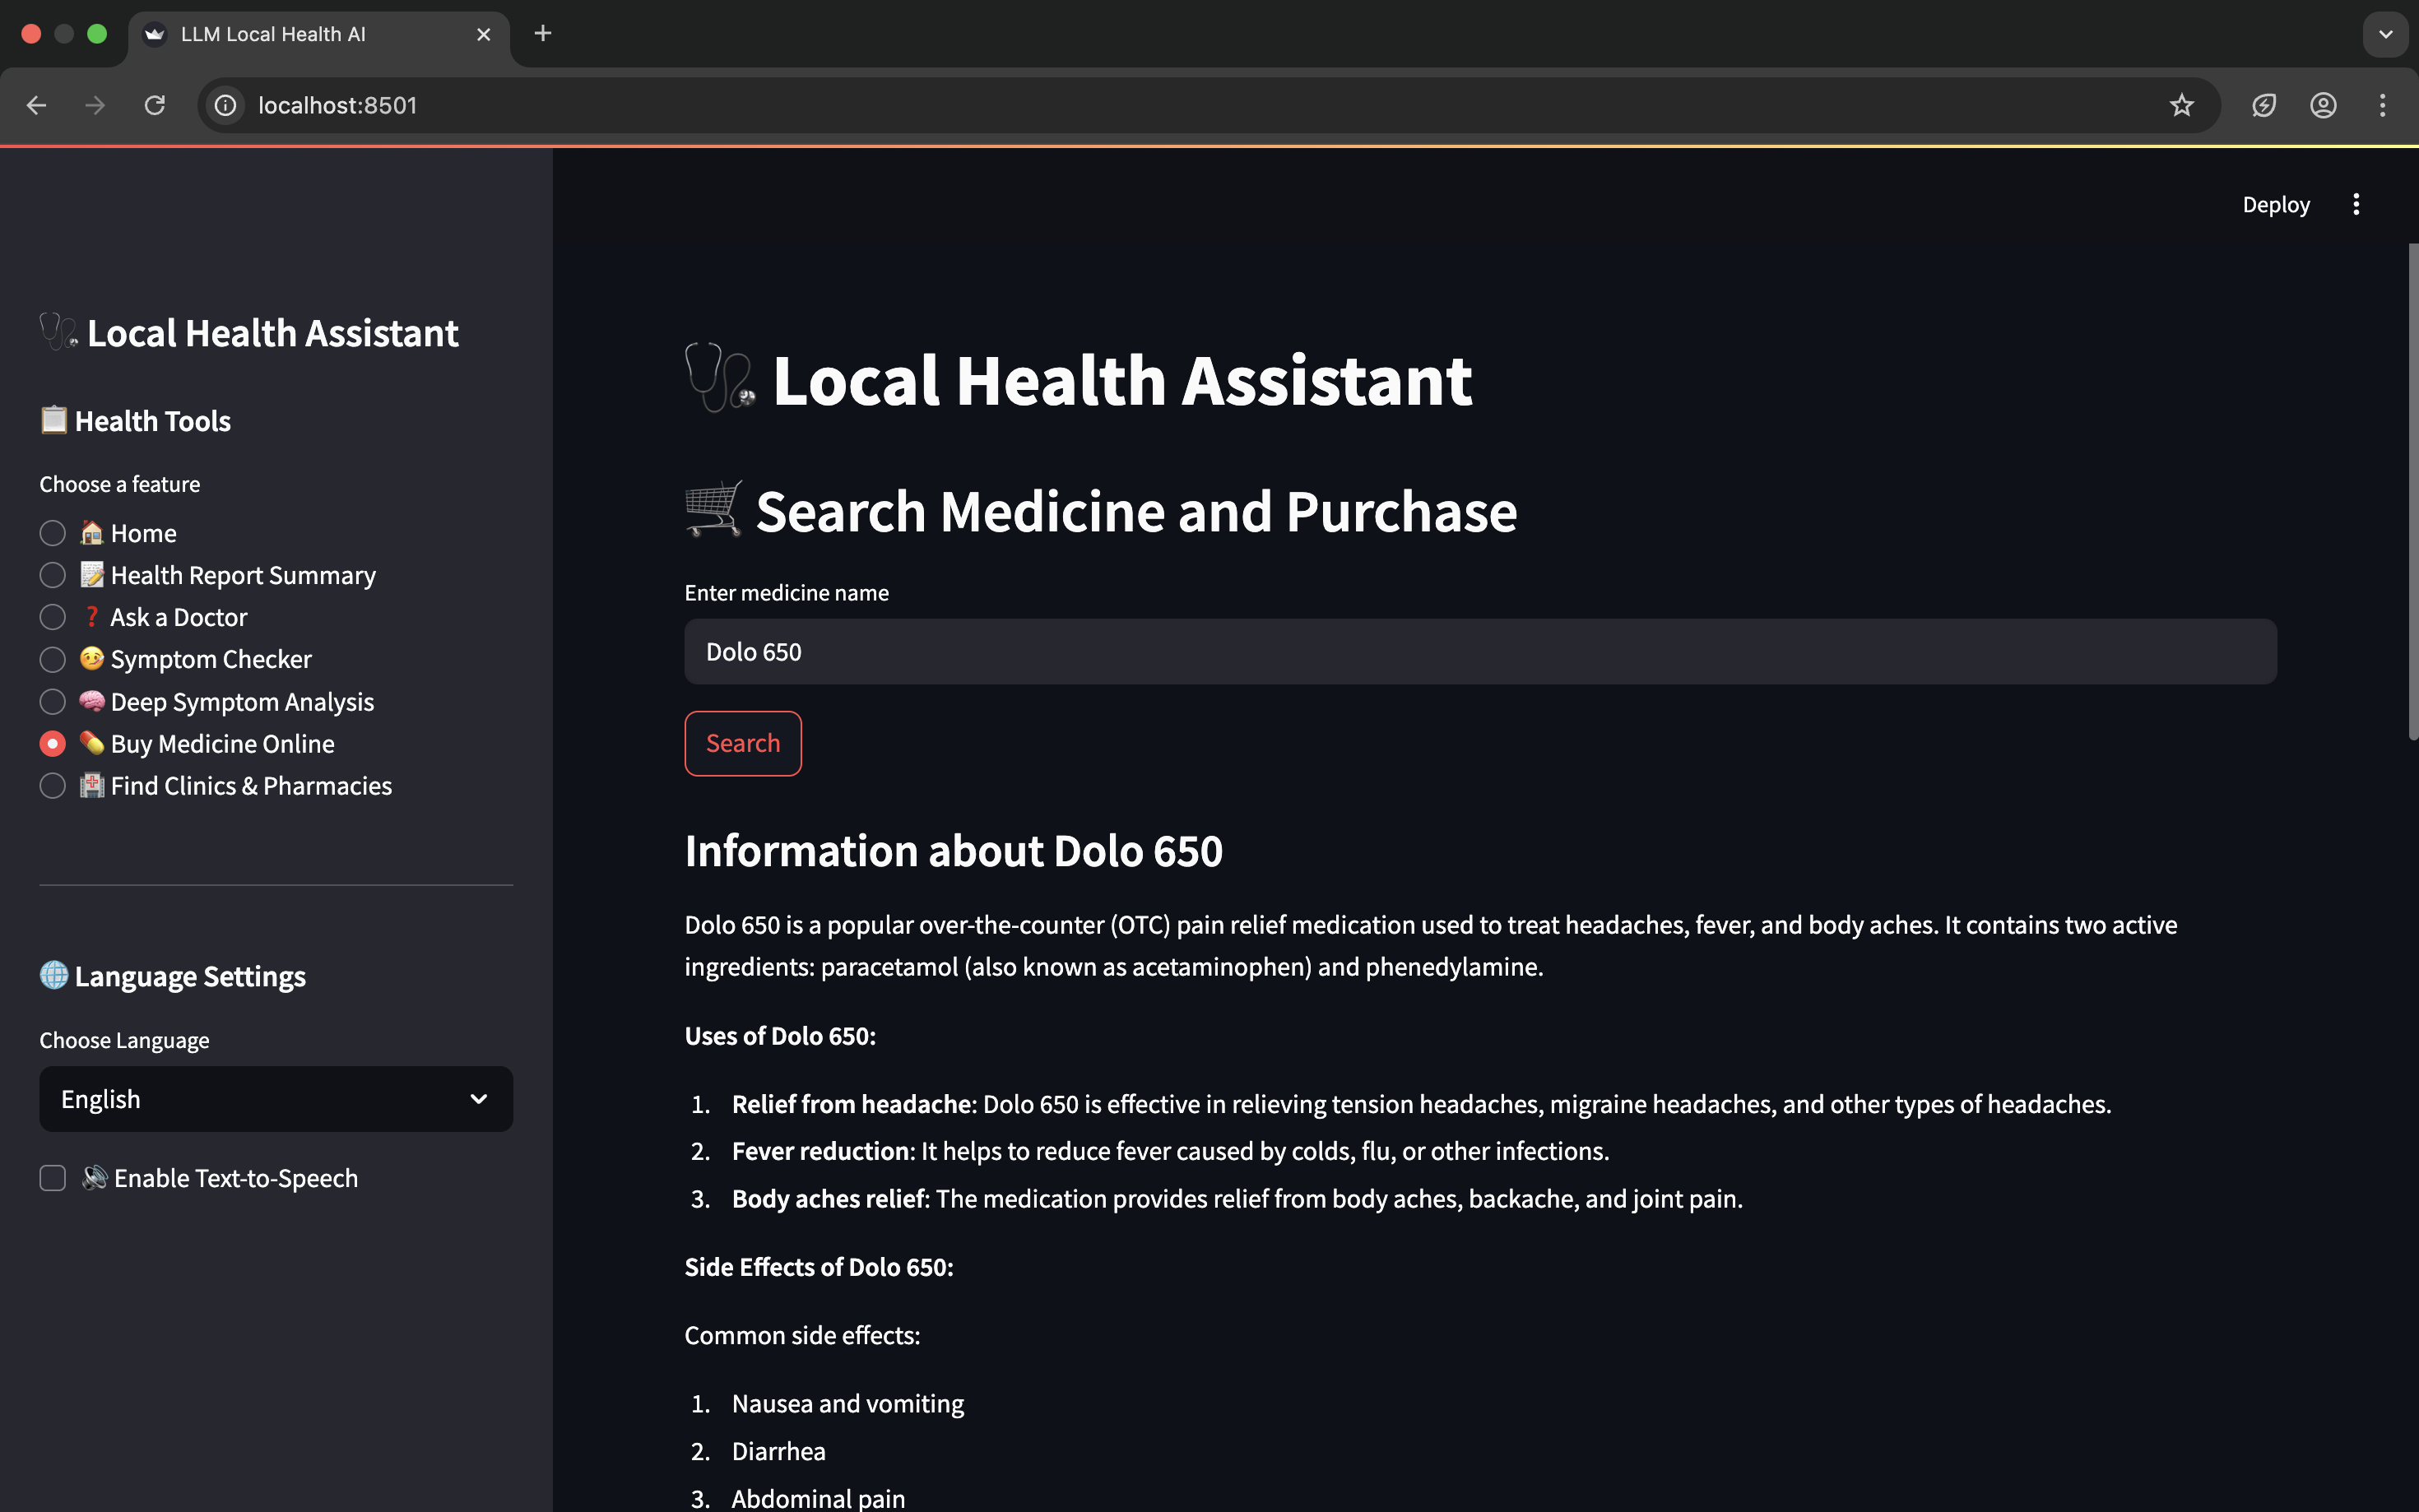 LLM Local Health AI
localhost:8501
Deploy
Local Health Assistant
Health Tools
Choose a feature
Home
Health Report Summary
Ask a Doctor
Symptom Checker
Deep Symptom Analysis
Buy Medicine Online
Find Clinics & Pharmacies
Language Settings
Choose Language
English
Enable Text-to-Speech
Local Health Assistant
Search Medicine and Purchase
Enter medicine name
Dolo 650
Search
Information about Dolo 650
Dolo 650 is a popular over-the-counter (OTC) pain relief medication used to treat headaches, fever, and body aches. It contains two active
ingredients: paracetamol (also known as acetaminophen) and phenedylamine.
Uses of Dolo 650:
1. Relief from headache: Dolo 650 is effective in relieving tension headaches, migraine headaches, and other types of headaches.
2. Fever reduction: It helps to reduce fever caused by colds, flu, or other infections.
3. Body aches relief: The medication provides relief from body aches, backache, and joint pain.
Side Effects of Dolo 650:
Common side effects:
1. Nausea and vomiting
2. Diarrhea
3. Abdominal pain